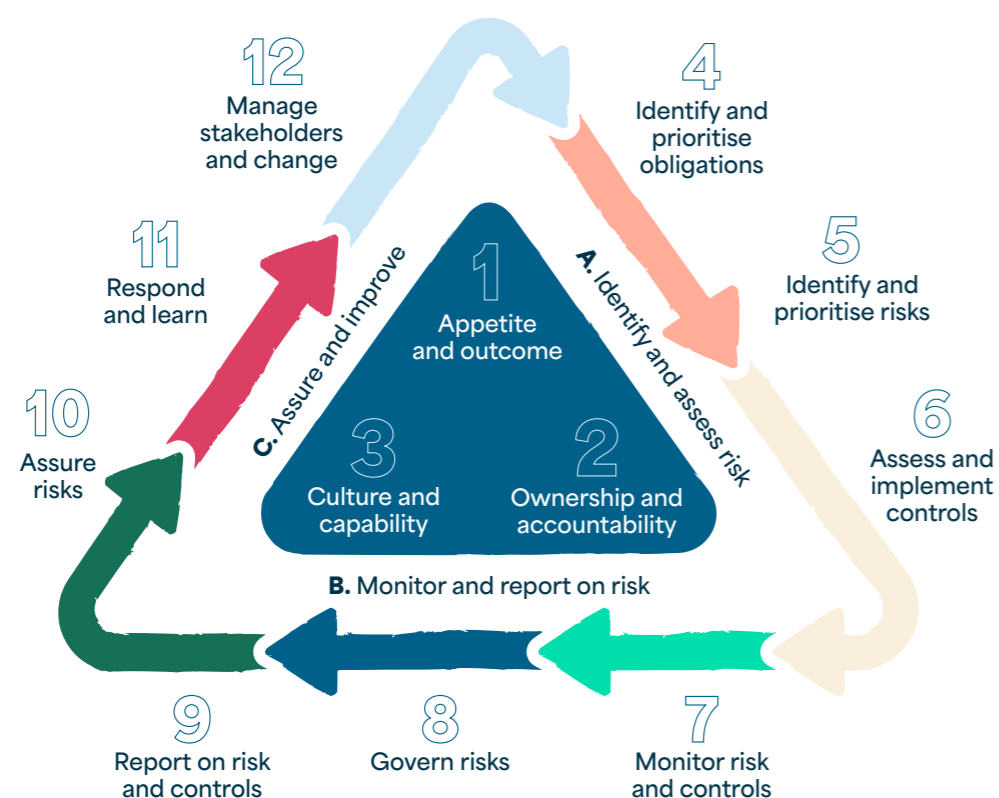 12
Manage
stakeholders
and change
4
Identify and
prioritise
obligations
11
Respond
and learn
5
Identify and
prioritise risks
10
Assure
risks
6
Assess and
implement
controls
1
Appetite
and outcome
3
Culture and
capability
2
Ownership and
accountability
A. Identify and assess risk
B. Monitor and report on risk
C. Assure and improve
9
Report on risk
and controls
8
Govern risks
7
Monitor risk
and controls